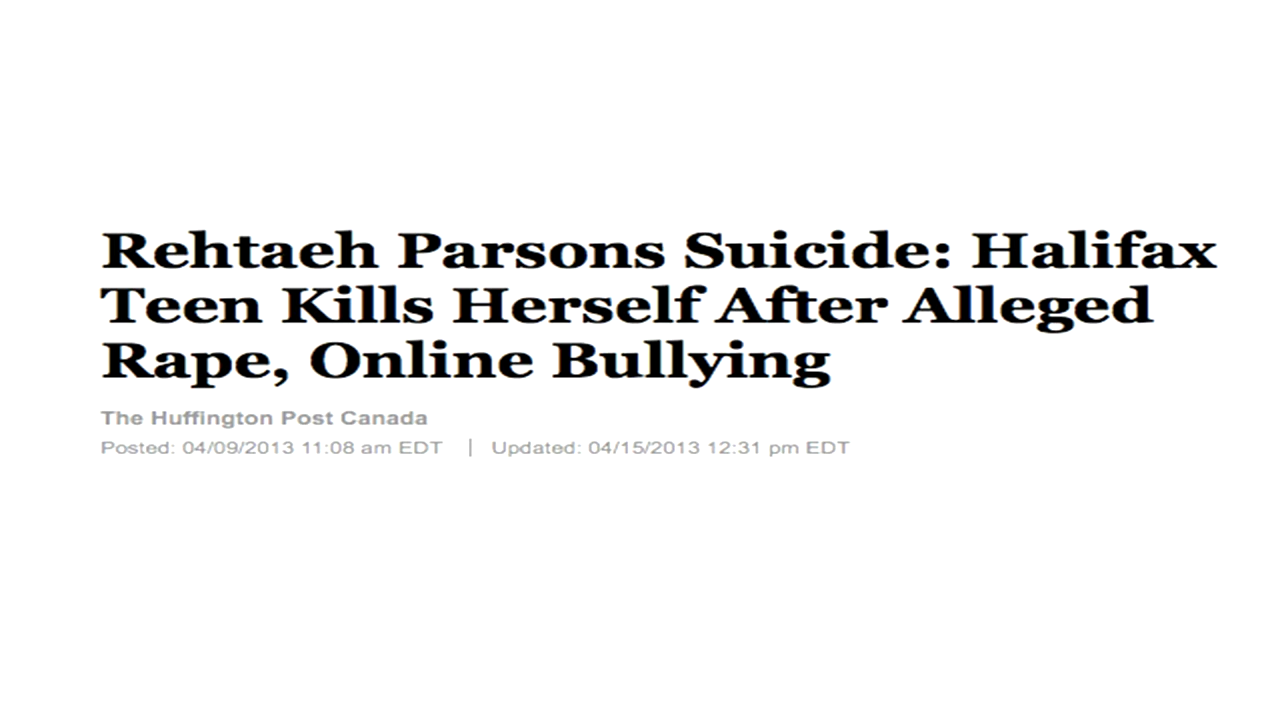 Rehtaeh Parsons Suicide: Halifax
Teen Kills Herself After Alleged
Rape, Online Bullying
The Huffington Post Canada
Posted: 04/09/2013 11:08 am EDT | Updated: 04/15/2013 12:31 pm EDT